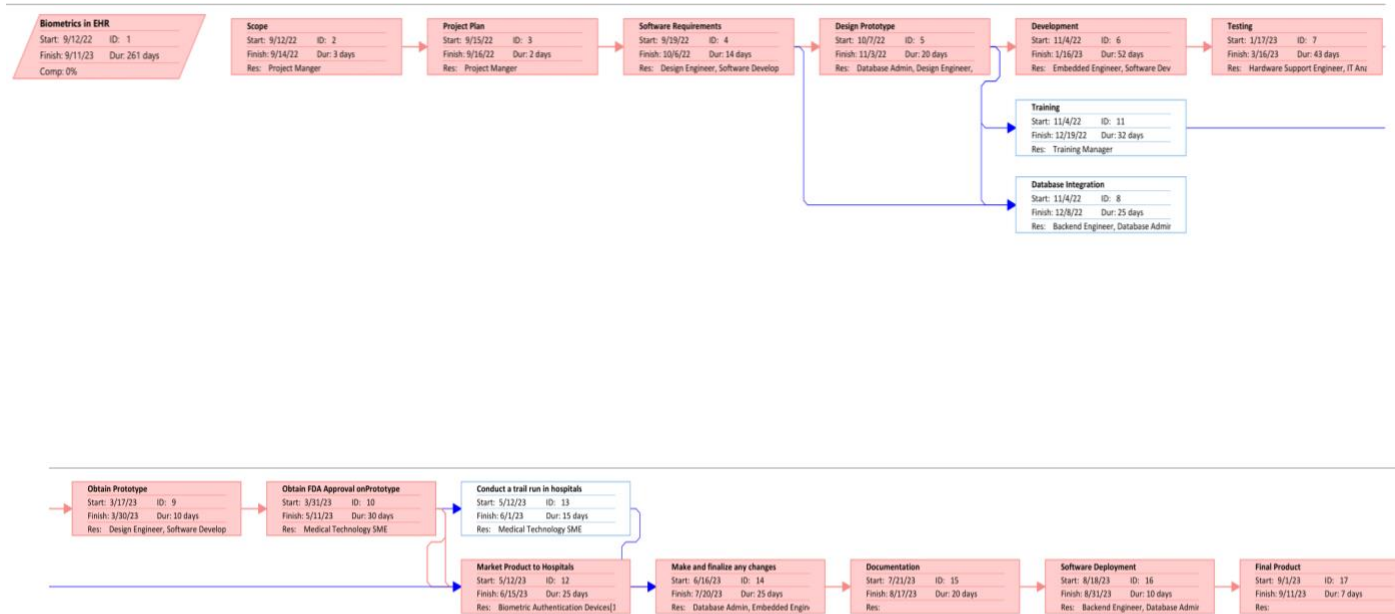 Biometrics in EHR
Start: 9/12/22 ID: 1
Finish: 9/11/23 Dur: 261 days
Comp: 0%
Scope
Start: 9/12/22 ID: 2
Finish: 9/14/22 Dur: 3 days
Res: Project Manger
Project Plan
Start: 9/15/22 ID: 3
Finish: 9/16/22 Dur: 2 days
Res: Project Manger
Software Requirements
Start: 9/19/22 ID: 4
Finish: 10/6/22 Dur: 14 days
Res: Design Engineer, Software Develop
Design Prototype
Start: 10/7/22 ID: 5
Finish: 11/3/22 Dur: 20 days
Res: Database Admin, Design Engineer,
Development
Start: 11/4/22 ID: 6
Finish: 1/16/23 Dur: 52 days
Res: Embedded Engineer, Software Dev
Testing
Start: 1/17/23 ID: 7
Finish: 3/16/23 Dur: 43 days
Res: Hardware Support Engineer, IT Ana
Training
Start: 11/4/22 ID: 11
Finish: 12/19/22 Dur: 32 days
Res: Training Manager
Database Integration
Start: 11/4/22 ID: 8
Finish: 12/8/22 Dur: 25 days
Res: Backend Engineer, Database Admir
Obtain Prototype
Start: 3/17/23 ID: 9
Finish: 3/30/23 Dur: 10 days
Res: Design Engineer, Software Develop
Obtain FDA Approval onPrototype
Start: 3/31/23 ID: 10
Finish: 5/11/23 Dur: 30 days
Res: Medical Technology SME
Conduct a trail run in hospitals
Start: 5/12/23 ID: 13
Finish: 6/1/23 Dur: 15 days
Res: Medical Technology SME
Market Product to Hospitals
Start: 5/12/23 ID: 12
Finish: 6/15/23 Dur: 25 days
Res: Biometric Authentication Devices[1
Make and finalize any changes
Start: 6/16/23 ID: 14
Finish: 7/20/23 Dur: 25 days
Res: Database Admin, Embedded Engin
Documentation
Start: 7/21/23 ID: 15
Finish: 8/17/23 Dur: 20 days
Res:
Software Deployment
Start: 8/18/23 ID: 16
Finish: 8/31/23 Dur: 10 days
Res: Backend Engineer, Database Admir
Final Product
Start: 9/1/23 ID: 17
Finish: 9/11/23 Dur: 7 days
Res: